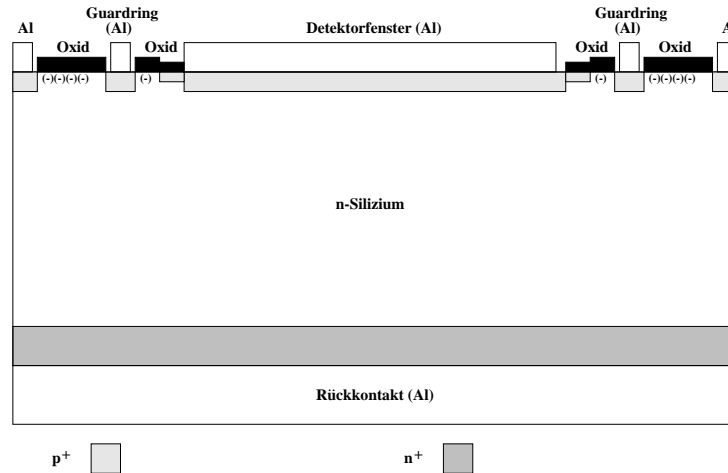 Guardring
(Al)
Al
Oxid
Oxid
Detektorfenster (Al)
Guardring
(Al)
Oxid
Oxid
A
(-)(-)(-)(-)
(-)
(-)
(-)(-)(-)(-)
n-Silizium
Rückkontakt (Al)
p+
n+